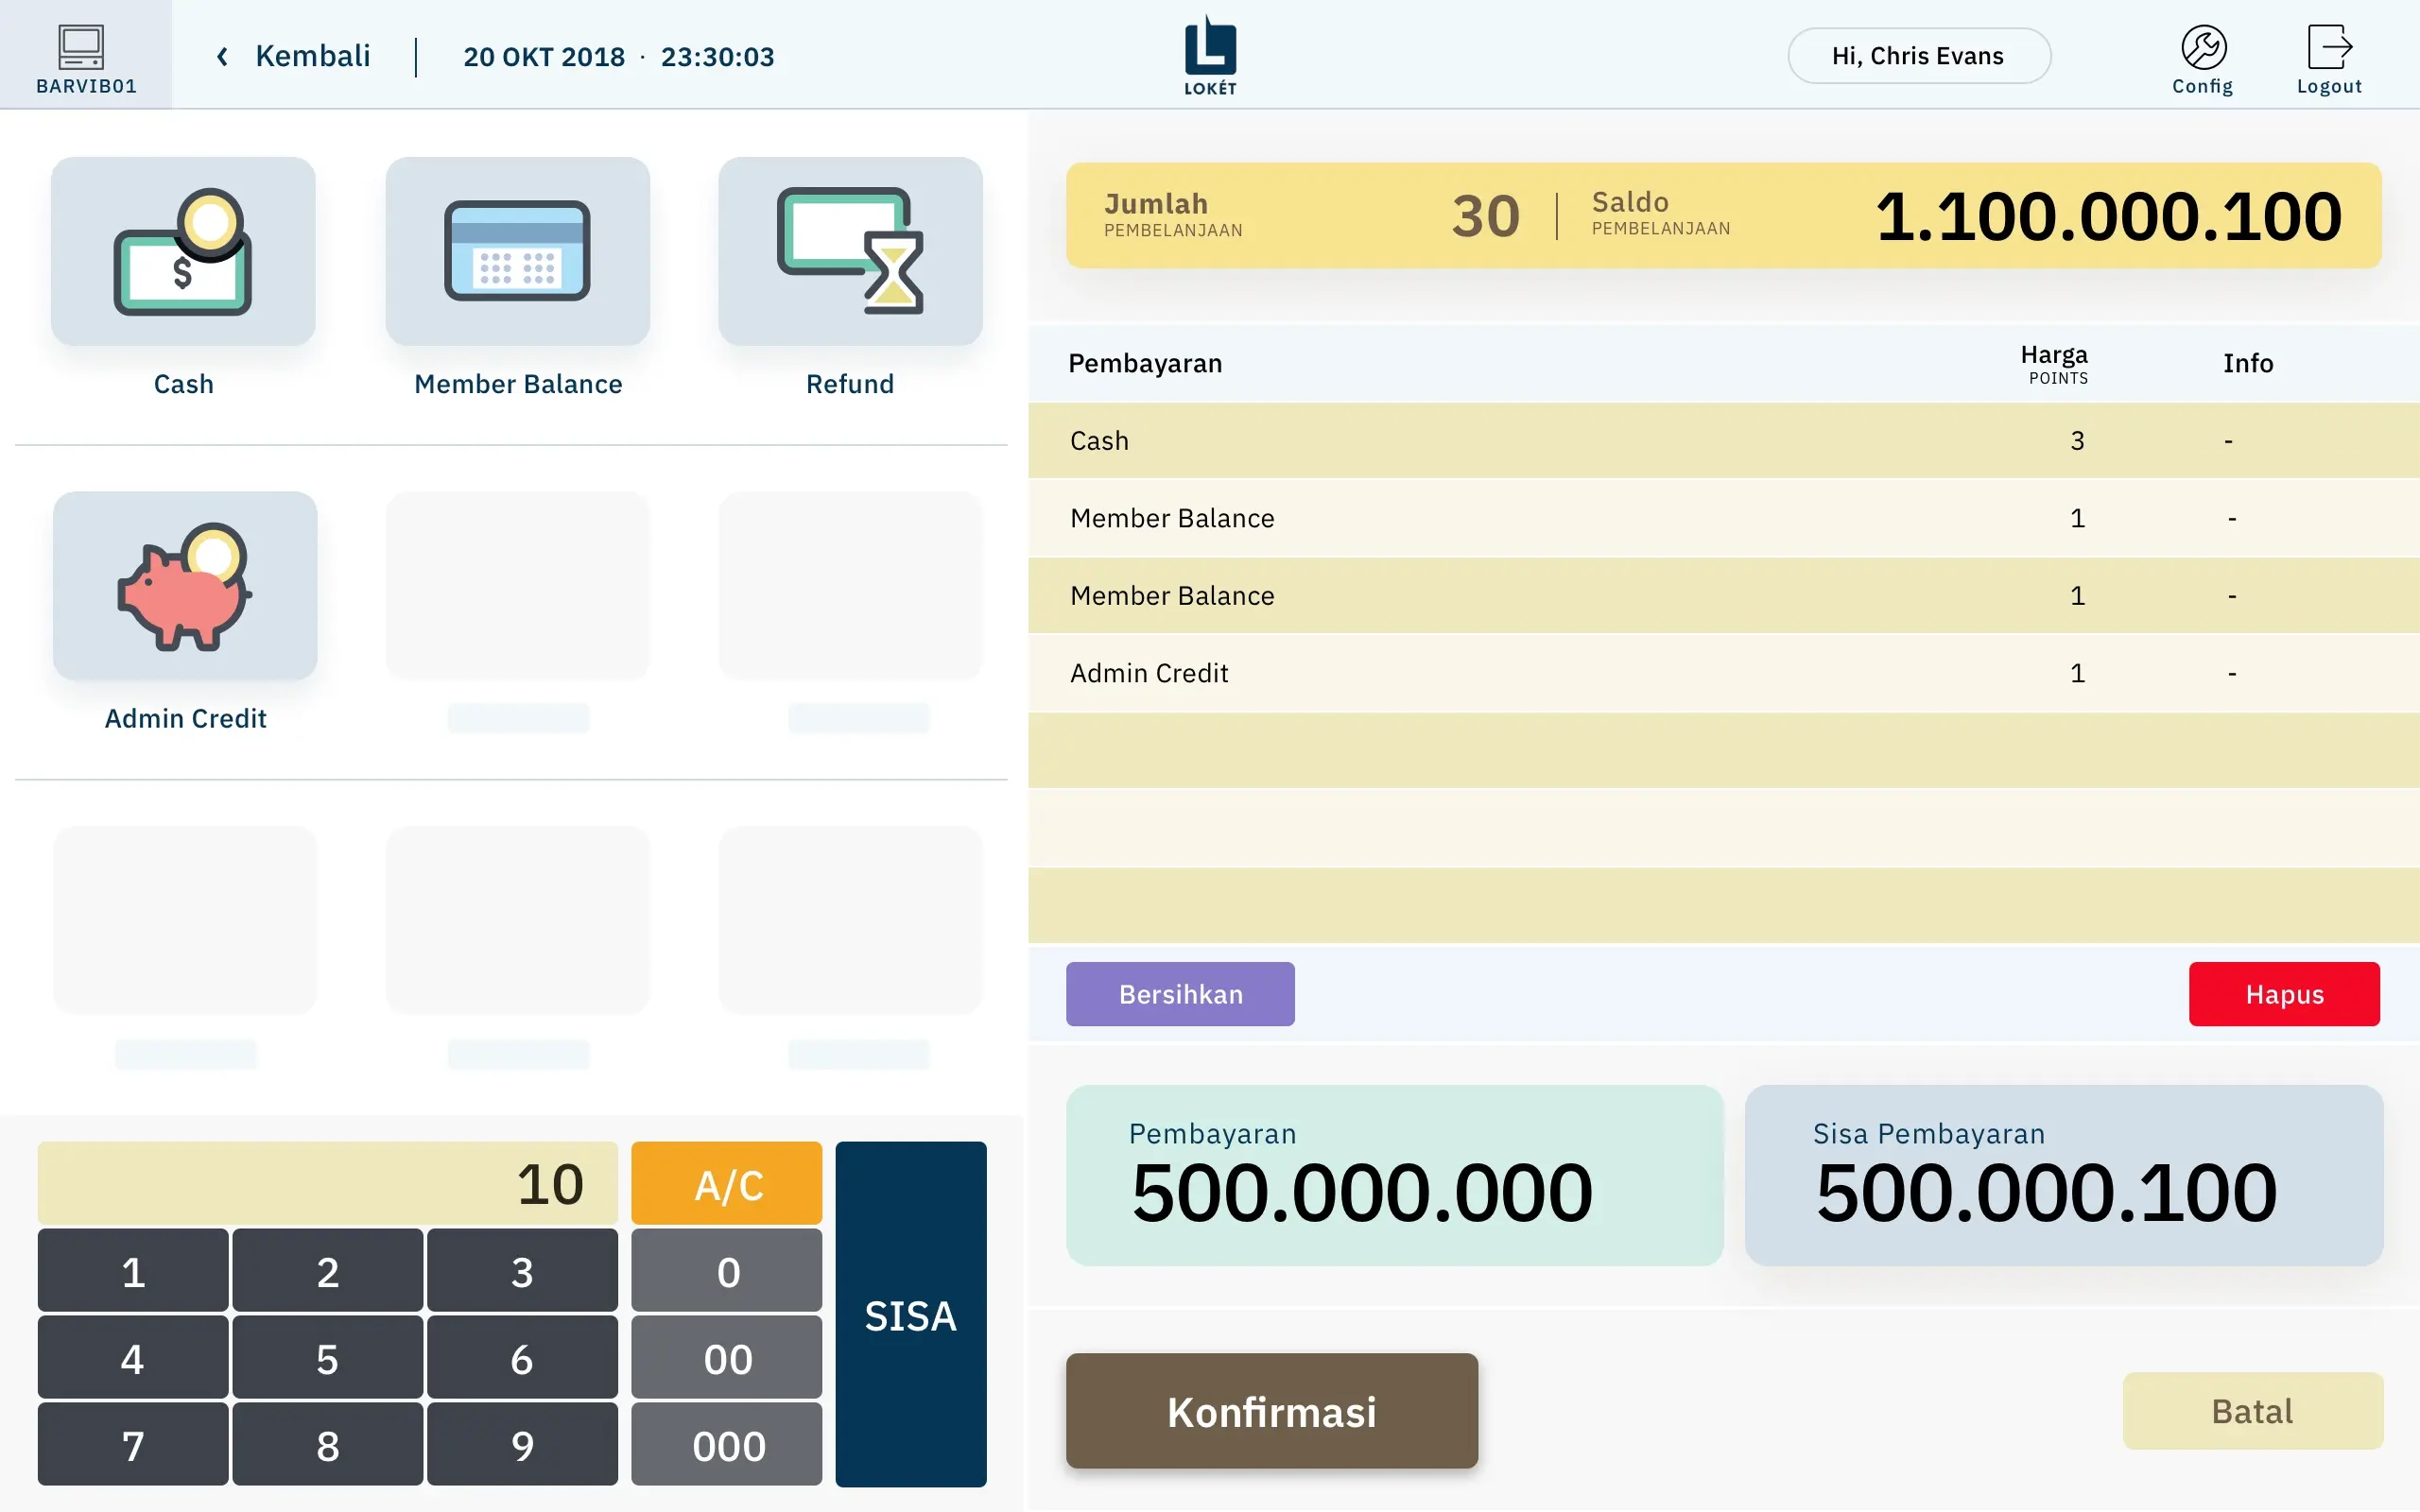 BARVIB01
‹ Kembali
20 OKT 2018 · 23:30:03
LOKÉT
Hi, Chris Evans
Config
Logout
$
Cash
Member Balance
Refund
Admin Credit
10
A/C
1 2 3 0
4 5 6 00
7 8 9 000
SISA
Jumlah
PEMBELANJAAN
30
Saldo
PEMBELANJAAN
1.100.000.100
Pembayaran
Harga
POINTS
Info
Cash 3 -
Member Balance 1 -
Member Balance 1 -
Admin Credit 1 -
Bersihkan
Hapus
Pembayaran
500.000.000
Sisa Pembayaran
500.000.100
Konfirmasi
Batal